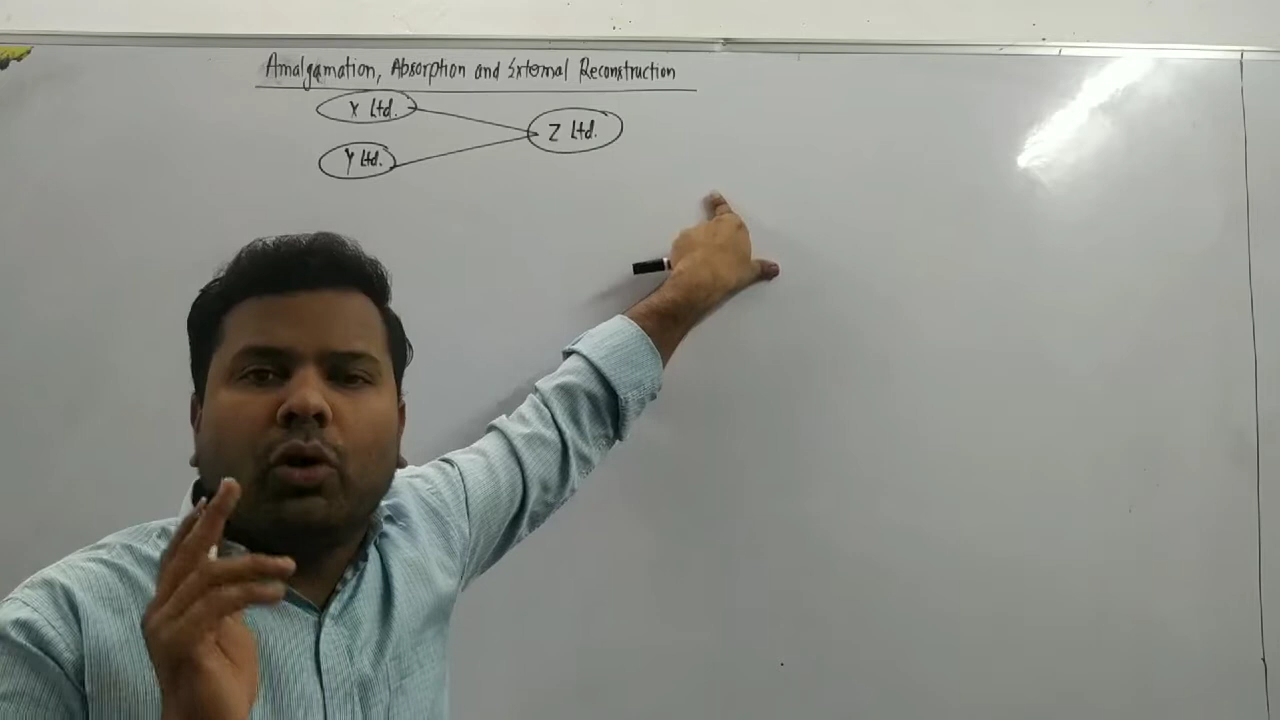 Amalgamation, Absorption and External Reconstruction
X Ltd.
Z Ltd.
Y Ltd.